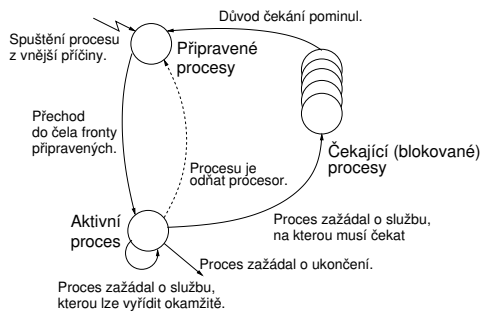 Důvod čekání pominul.
Spuštění procesu
z vnější příčiny.
Připravené
procesy
Přechod
do čela fronty
připravených.
Procesu je
odňat procesor.
Čekající (blokované)
procesy
Aktivní
proces
Proces zažádal o službu,
na kterou musí čekat
Proces zažádal o ukončení.
Proces zažádal o službu,
kterou lze vyřídit okamžitě.